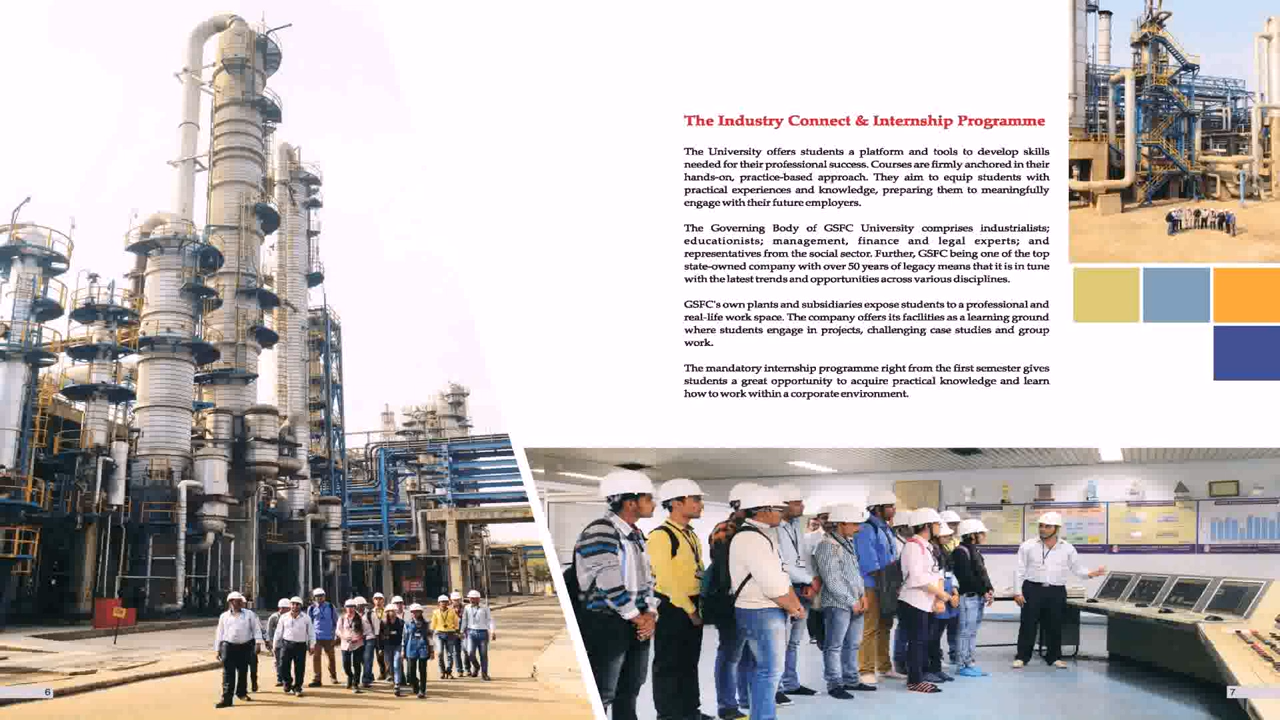 The Industry Connect & Internship Programme
The University offers students a platform and tools to develop skills
needed for their professional success. Courses are firmly anchored in their
hands-on, practice-based approach. They aim to equip students with
practical experiences and knowledge, preparing them to meaningfully
engage with their future employers.
The Governing Body of GSFC University comprises industrialists;
educationists; management, finance and legal experts; and
representatives from the social sector. Further, GSFC being one of the top
state-owned company with over 50 years of legacy means that it is in tune
with the latest trends and opportunities across various disciplines.
GSFC's own plants and subsidiaries expose students to a professional and
real-life work space. The company offers its facilities as a learning ground
where students engage in projects, challenging case studies and group
work.
The mandatory internship programme right from the first semester gives
students a great opportunity to acquire practical knowledge and learn
how to work within a corporate environment.
6
7